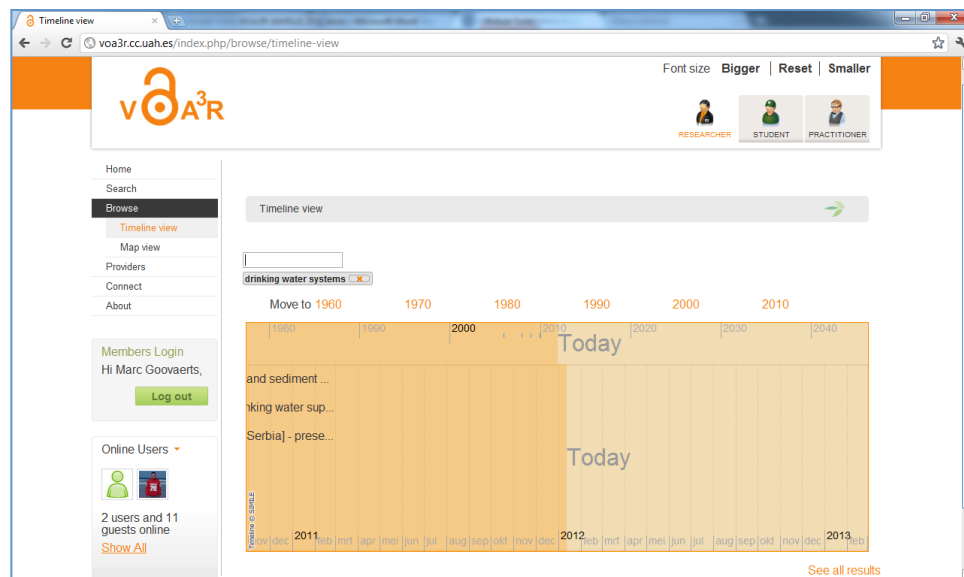 Timeline view
voa3r.cc.uah.es/index.php/browse/timeline-view
Font size Bigger | Reset | Smaller
VOA3R
RESEARCHER STUDENT PRACTITIONER
Home
Search
Browse
Timeline view
Map view
Providers
Connect
About
Members Login
Hi Marc Goovaerts,
Log out
Online Users
2 users and 11
guests online
Show All
Timeline view
drinking water systems
Move to 1960 1970 1980 1990 2000 2010
1980 1990 2000 2010 2020 2030 2040
Today
and sediment ...
nking water sup...
Serbia] - prese...
Today
Timeline © SIMILE
nov dec 2011 feb mrt apr mei jun jul aug sep okt nov dec 2012 feb mrt apr mei jun jul aug sep okt nov dec 2013 feb
See all results